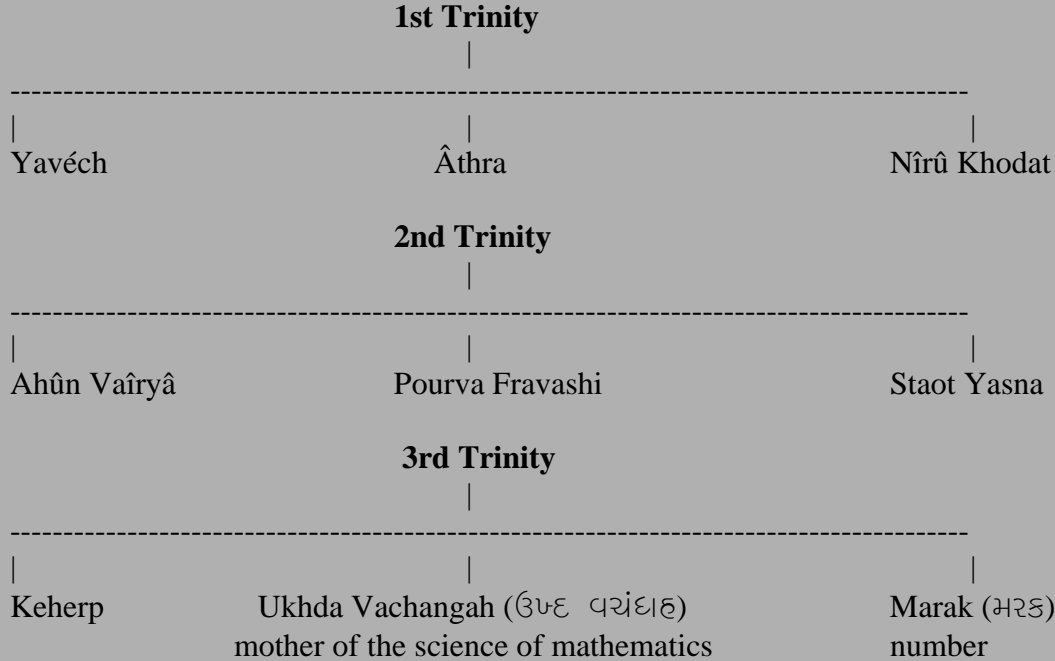 1st Trinity
|
-------------------------------------------------------------------------------------------
| | |
Yavéch Âthra Nîrû Khodat
2nd Trinity
|
-------------------------------------------------------------------------------------------
| | |
Ahûn Vaîryâ Pourva Fravashi Staot Yasna
3rd Trinity
|
-------------------------------------------------------------------------------------------
| | |
Keherp Ukhda Vachangah (ઉખ્દ વચંઘહ) Marak (મરક)
mother of the science of mathematics number